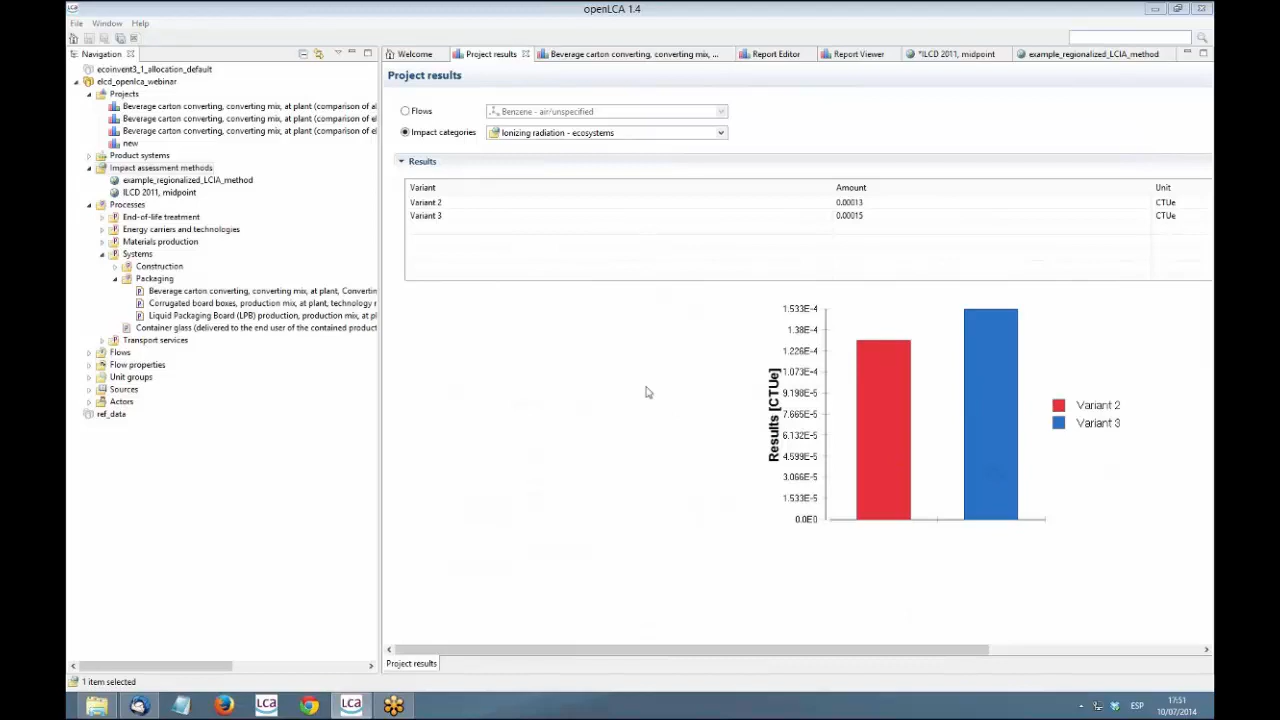 openLCA 1.4
File Window Help
Navigation
Welcome
Project results
Beverage carton converting, converting mix, ...
Report Editor
Report Viewer
*ILCD 2011, midpoint
example_regionalized_LCIA_method
ecoinvent3_1_allocation_default
elcd_openlca_webinar
Projects
Beverage carton converting, converting mix, at plant (comparison of al
Beverage carton converting, converting mix, at plant (comparison of el
Beverage carton converting, converting mix, at plant (comparison of el
new
Product systems
Impact assessment methods
example_regionalized_LCIA_method
ILCD 2011, midpoint
Processes
End-of-life treatment
Energy carriers and technologies
Materials production
Systems
Construction
Packaging
Beverage carton converting, converting mix, at plant, Converting
Corrugated board boxes, production mix, at plant, technology r
Liquid Packaging Board (LPB) production, production mix, at pl
Container glass (delivered to the end user of the contained product
Transport services
Flows
Flow properties
Unit groups
Sources
Actors
ref_data
Project results
Flows Benzene - air/unspecified
Impact categories Ionizing radiation - ecosystems
Results
Variant Amount Unit
Variant 2 0.00013 CTUe
Variant 3 0.00015 CTUe
Results [CTUe]
1.533E-4
1.38E-4
1.226E-4
1.073E-4
9.198E-5
7.665E-5
6.132E-5
4.599E-5
3.066E-5
1.533E-5
0.0E0
Variant 2
Variant 3
Project results
1 item selected
LCA
LCA
ESP
17:51
10/07/2014